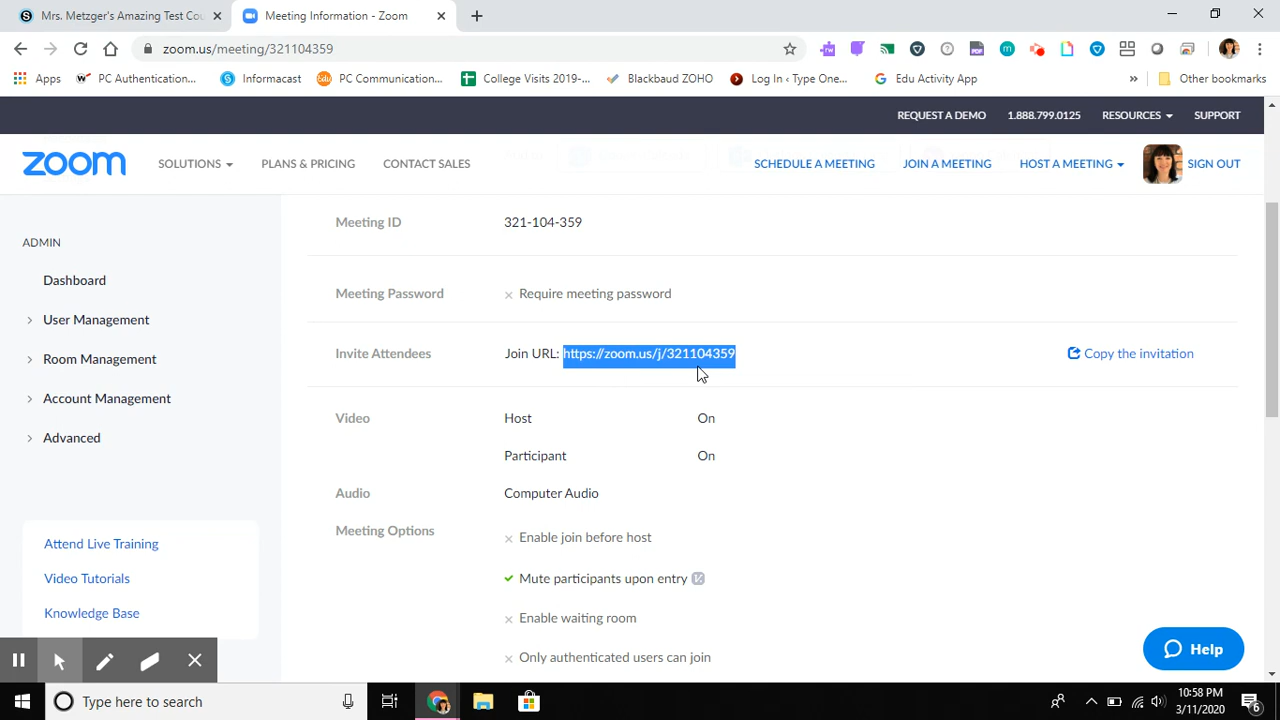 Mrs. Metzger's Amazing Test Cou
Meeting Information - Zoom
zoom.us/meeting/321104359
Apps
PC Authentication...
Informacast
PC Communication...
College Visits 2019-...
Blackbaud ZOHO
Log In ‹ Type One...
Edu Activity App
»
Other bookmarks
REQUEST A DEMO
1.888.799.0125
RESOURCES
SUPPORT
zoom
SOLUTIONS
PLANS & PRICING
CONTACT SALES
SCHEDULE A MEETING
JOIN A MEETING
HOST A MEETING
SIGN OUT
ADMIN
Dashboard
User Management
Room Management
Account Management
Advanced
Attend Live Training
Video Tutorials
Knowledge Base
Meeting ID
321-104-359
Meeting Password
Require meeting password
Invite Attendees
Join URL: https://zoom.us/j/321104359
Copy the invitation
Video
Host
On
Participant
On
Audio
Computer Audio
Meeting Options
Enable join before host
Mute participants upon entry
Enable waiting room
Only authenticated users can join
Help
Type here to search
10:58 PM
3/11/2020
6